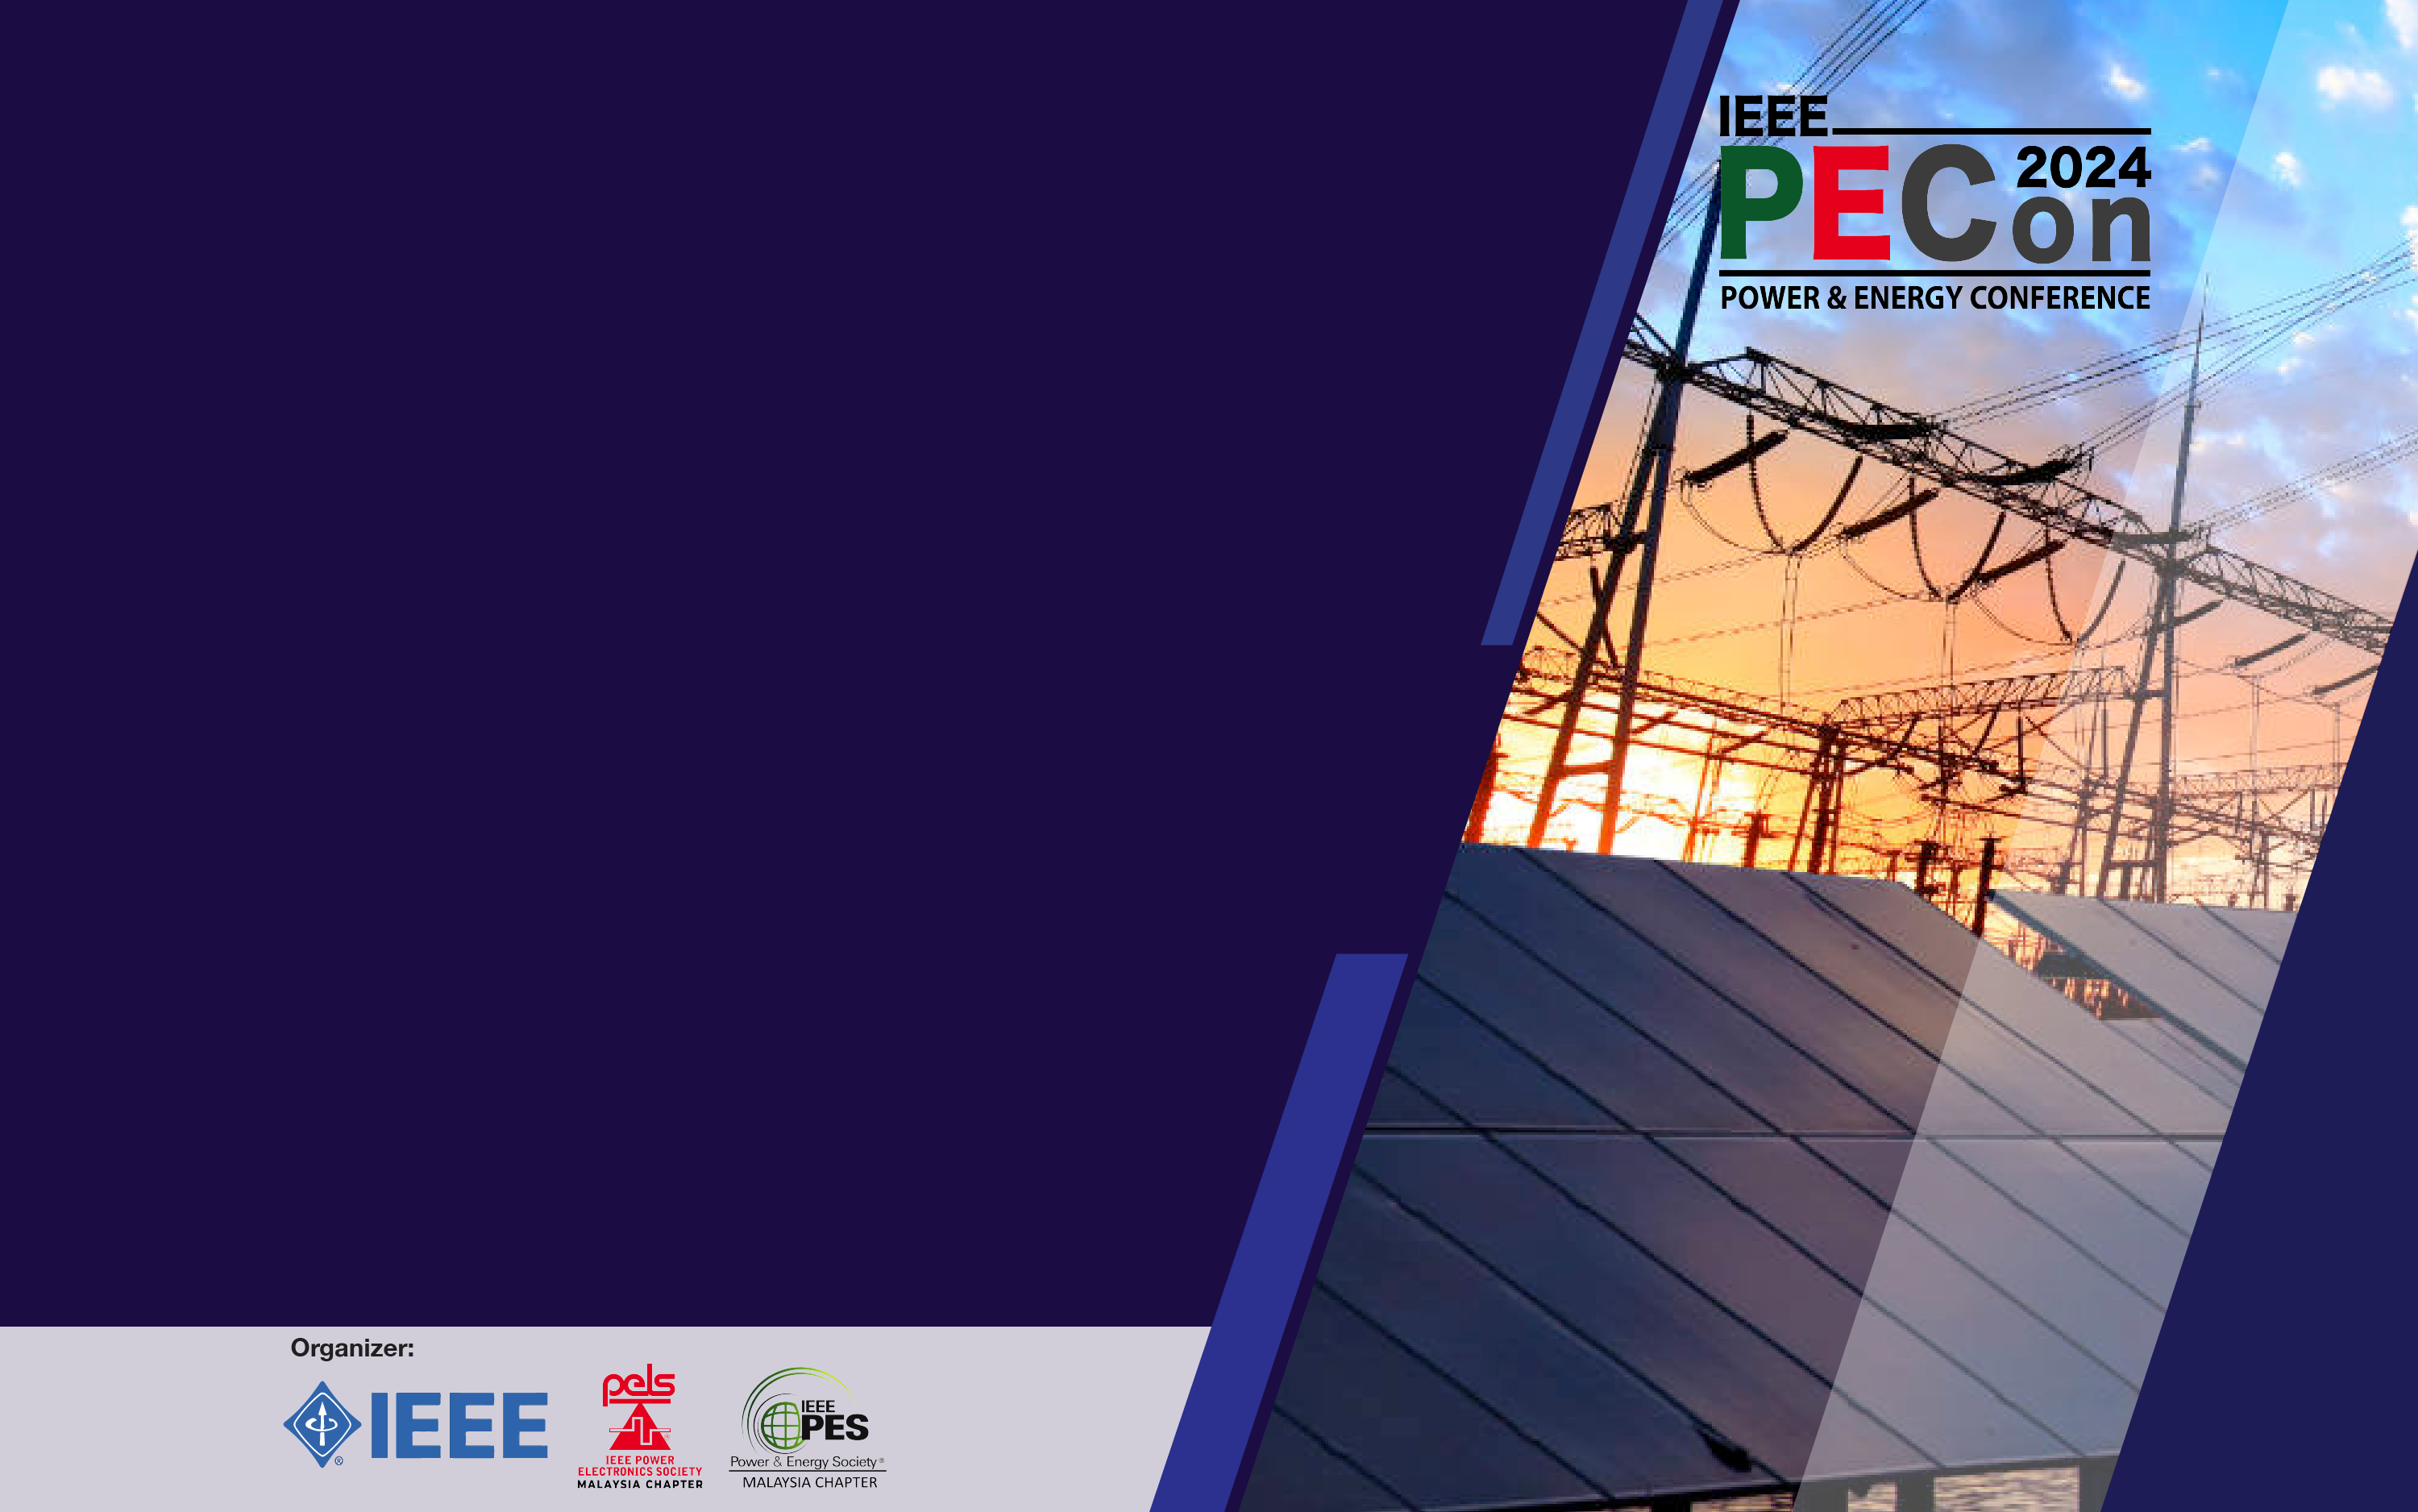 IEEE
PECon 2024
POWER & ENERGY CONFERENCE
Organizer:
IEEE
®
pels
®
IEEE POWER
ELECTRONICS SOCIETY
MALAYSIA CHAPTER
IEEE
PES
Power & Energy Society®
MALAYSIA CHAPTER